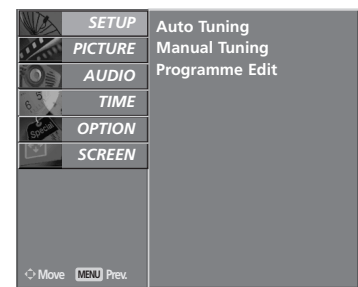 SETUP
PICTURE
AUDIO
TIME
OPTION
SCREEN
Auto Tuning
Manual Tuning
Programme Edit
Move MENU Prev.